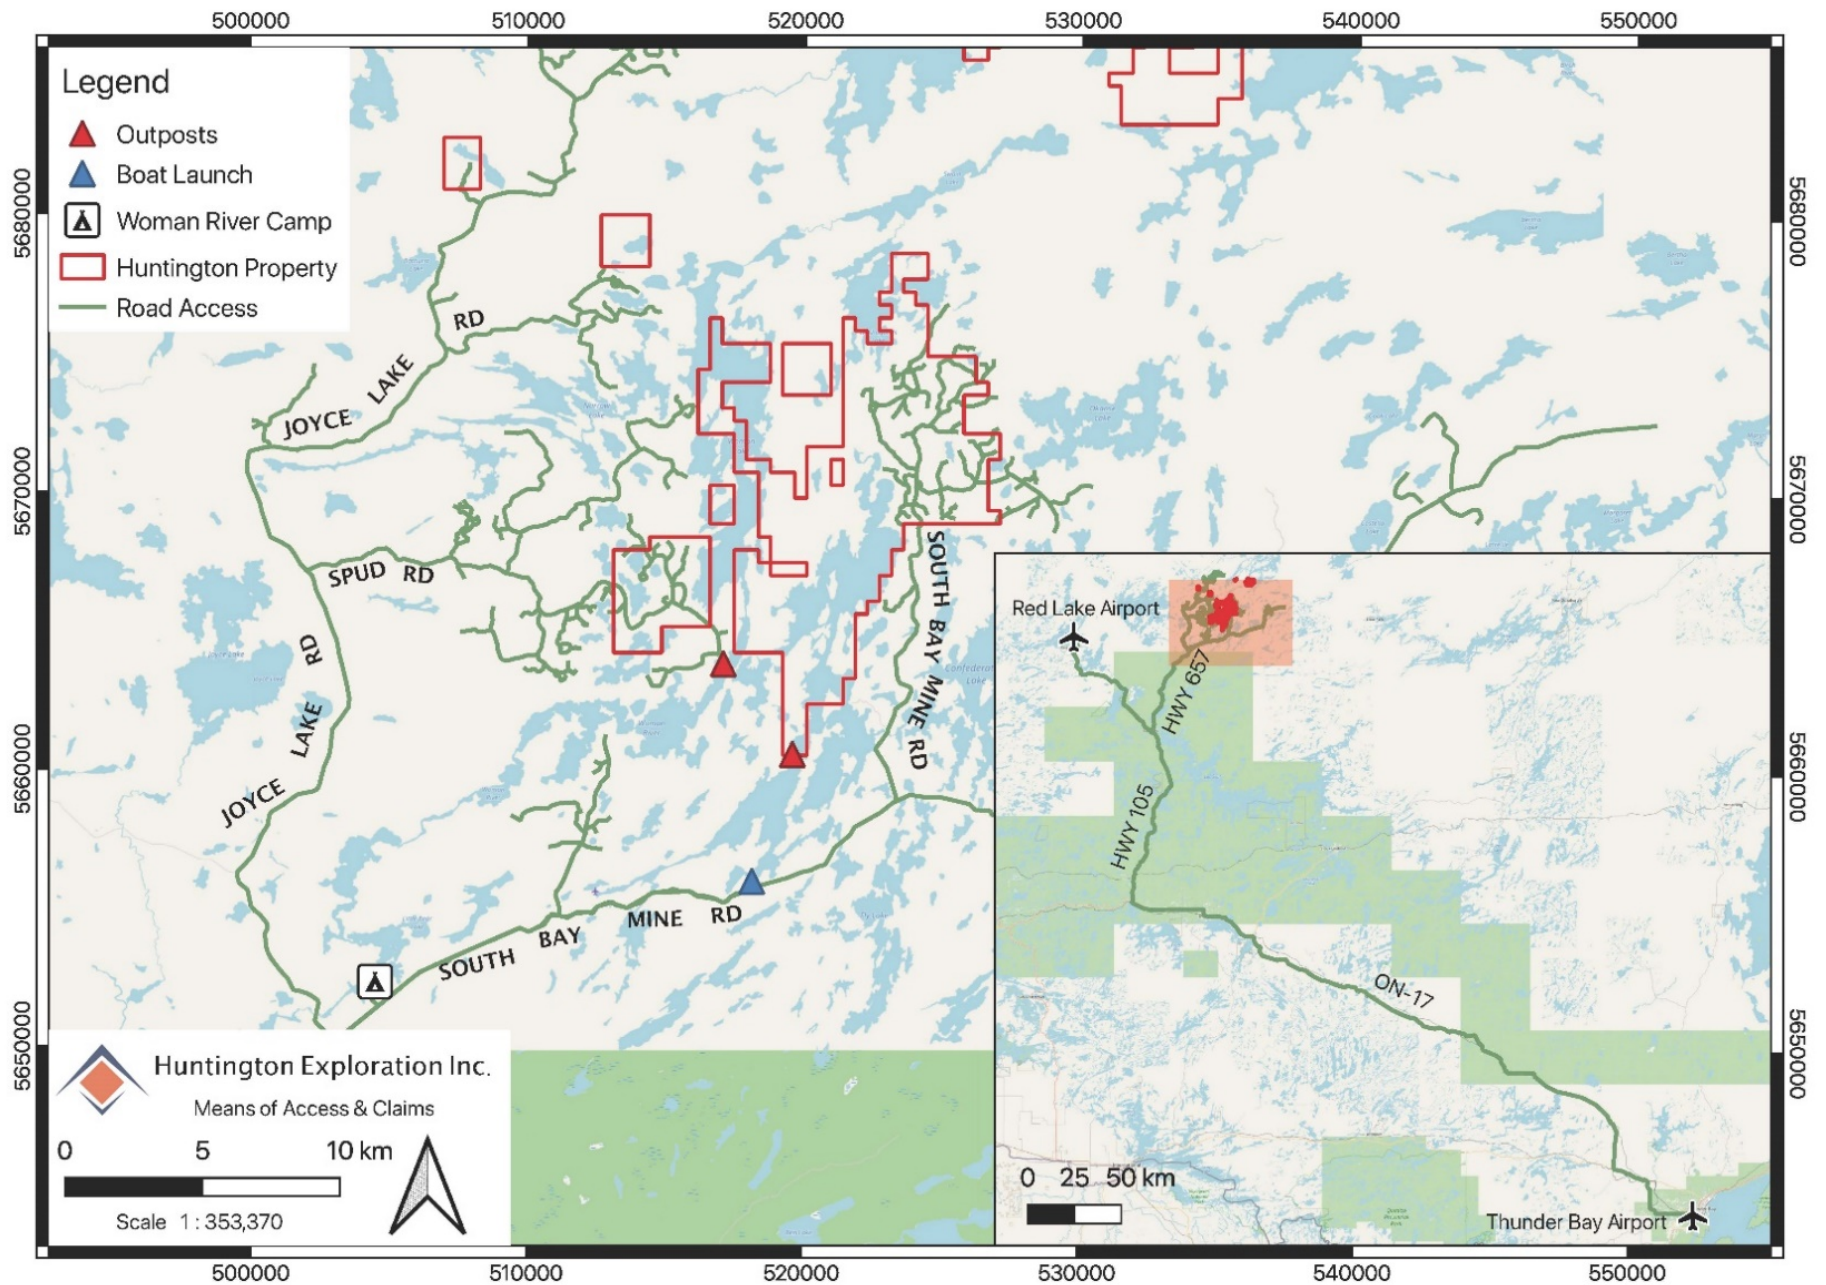 500000 510000 520000 530000 540000 550000
Legend
Outposts
Boat Launch
Woman River Camp
Huntington Property
Road Access
5680000
5670000
5660000
5650000
5680000
5670000
5660000
5650000
JOYCE LAKE RD
SPUD RD
JOYCE LAKE RD
SOUTH BAY MINE RD
SOUTH BAY MINE RD
Red Lake Airport
HWY 657
HWY 105
ON-17
Thunder Bay Airport
0 25 50 km
Huntington Exploration Inc.
Means of Access & Claims
0 5 10 km
Scale 1 : 353,370
500000 510000 520000 530000 540000 550000